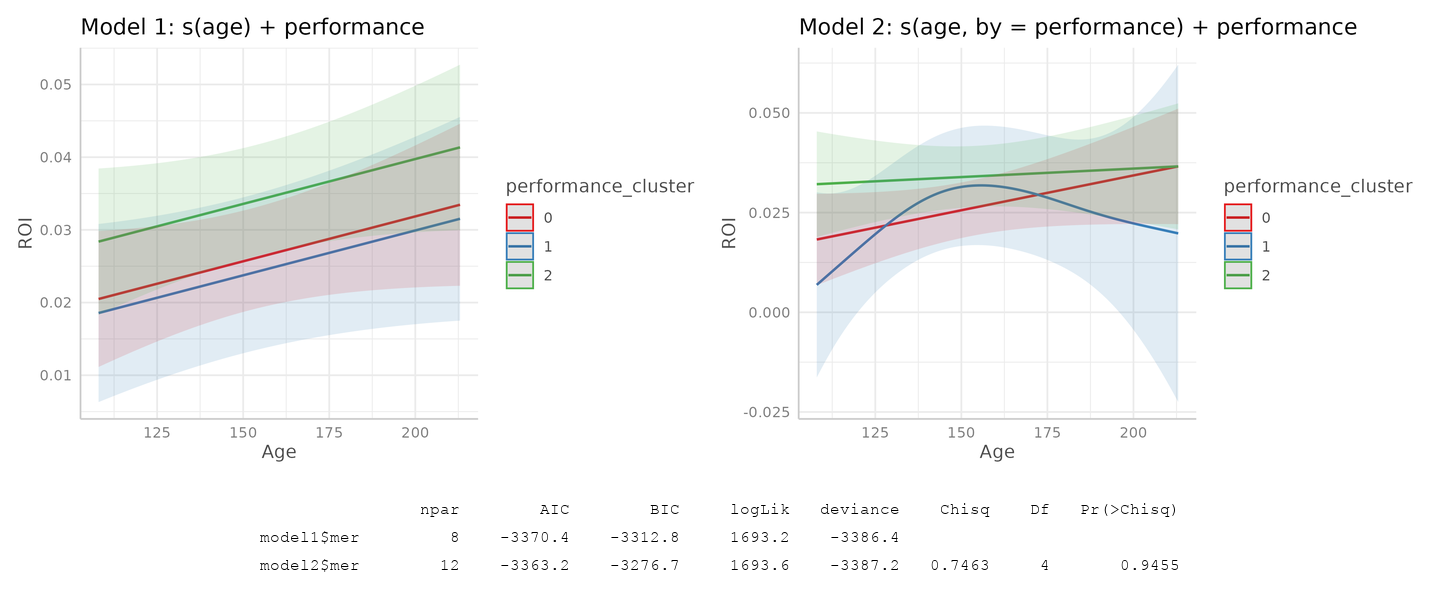 Model 1: s(age) + performance
0.05
0.04
0.03
0.02
0.01
ROI
125 150 175 200
Age
performance_cluster
0
1
2
Model 2: s(age, by = performance) + performance
0.050
0.025
0.000
-0.025
ROI
125 150 175 200
Age
performance_cluster
0
1
2
npar AIC BIC logLik deviance Chisq Df Pr(>Chisq)
model1$mer 8 -3370.4 -3312.8 1693.2 -3386.4
model2$mer 12 -3363.2 -3276.7 1693.6 -3387.2 0.7463 4 0.9455